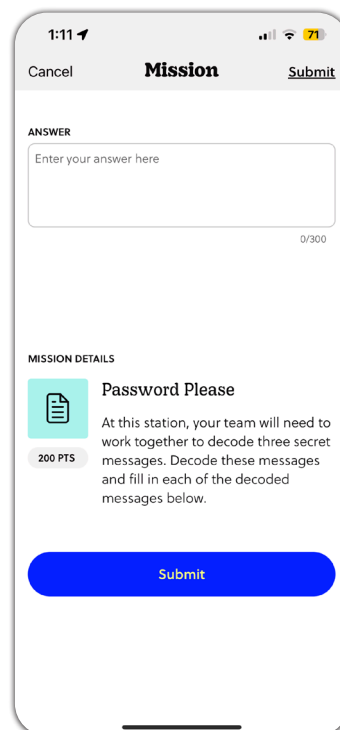 1:11
71
Cancel
Mission
Submit
ANSWER
Enter your answer here
0/300
MISSION DETAILS
Password Please
At this station, your team will need to
work together to decode three secret
messages. Decode these messages
and fill in each of the decoded
messages below.
200 PTS
Submit